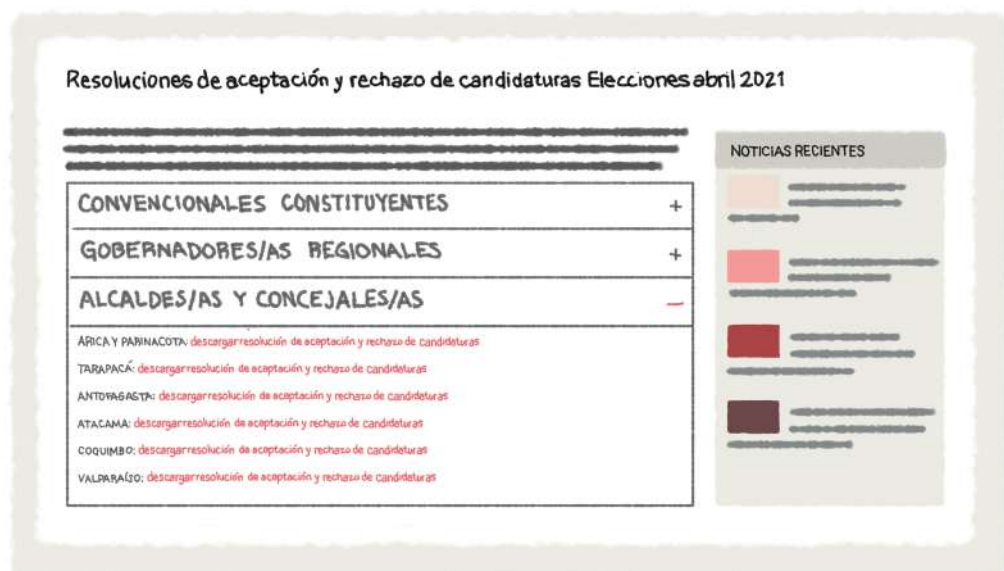 Resoluciones de aceptación y rechazo de candidaturas Elecciones abril 2021
CONVENCIONALES CONSTITUYENTES +
GOBERNADORES/AS REGIONALES +
ALCALDES/AS Y CONCEJALES/AS –
ARICA Y PARINACOTA: descargar resolución de aceptación y rechazo de candidaturas
TARAPACÁ: descargar resolución de aceptación y rechazo de candidaturas
ANTOFAGASTA: descargar resolución de aceptación y rechazo de candidaturas
ATACAMA: descargar resolución de aceptación y rechazo de candidaturas
COQUIMBO: descargar resolución de aceptación y rechazo de candidaturas
VALPARAÍSO: descargar resolución de aceptación y rechazo de candidaturas
NOTICIAS RECIENTES